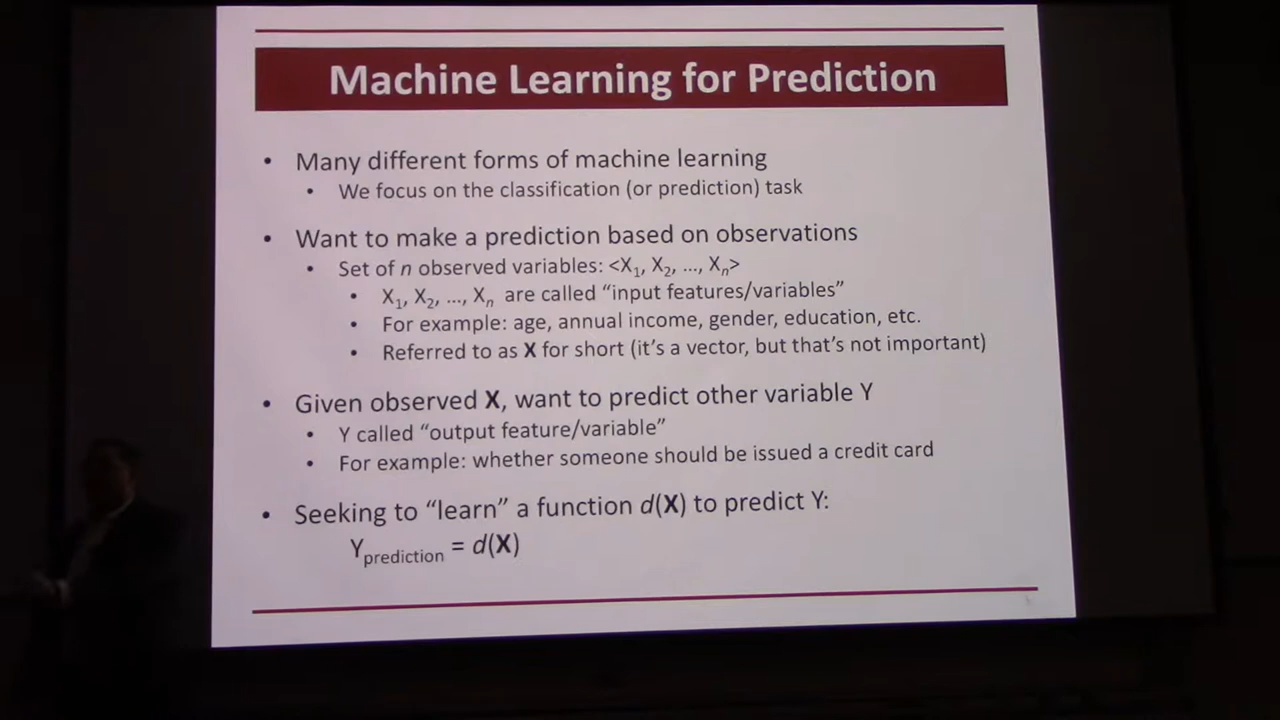 Machine Learning for Prediction
• Many different forms of machine learning
• We focus on the classification (or prediction) task
• Want to make a prediction based on observations
• Set of n observed variables: <X₁, X₂, ..., Xₙ>
• X₁, X₂, ..., Xₙ are called “input features/variables”
• For example: age, annual income, gender, education, etc.
• Referred to as X for short (it’s a vector, but that’s not important)
• Given observed X, want to predict other variable Y
• Y called “output feature/variable”
• For example: whether someone should be issued a credit card
• Seeking to “learn” a function d(X) to predict Y:
Yprediction = d(X)